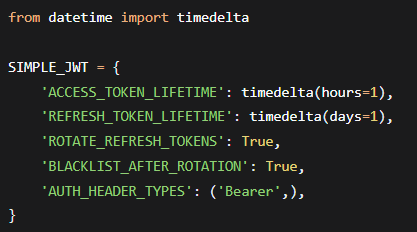 from datetime import timedelta

SIMPLE_JWT = {
    'ACCESS_TOKEN_LIFETIME': timedelta(hours=1),
    'REFRESH_TOKEN_LIFETIME': timedelta(days=1),
    'ROTATE_REFRESH_TOKENS': True,
    'BLACKLIST_AFTER_ROTATION': True,
    'AUTH_HEADER_TYPES': ('Bearer',),
}